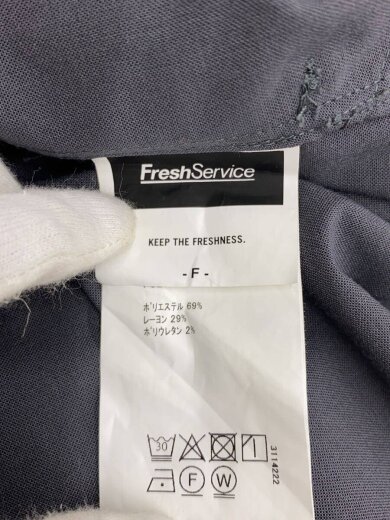 FreshService
KEEP THE FRESHNESS.
- F -
ポリエステル 69%
レーヨン 29%
ポリウレタン 2%
30
F
W
3114222